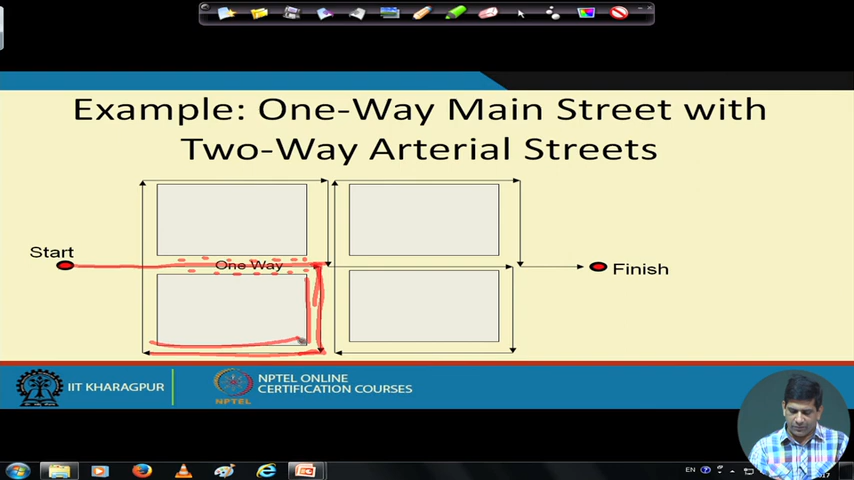 Example: One-Way Main Street with
Two-Way Arterial Streets
Start
One Way
Finish
IIT KHARAGPUR
NPTEL
NPTEL ONLINE
CERTIFICATION COURSES
EN